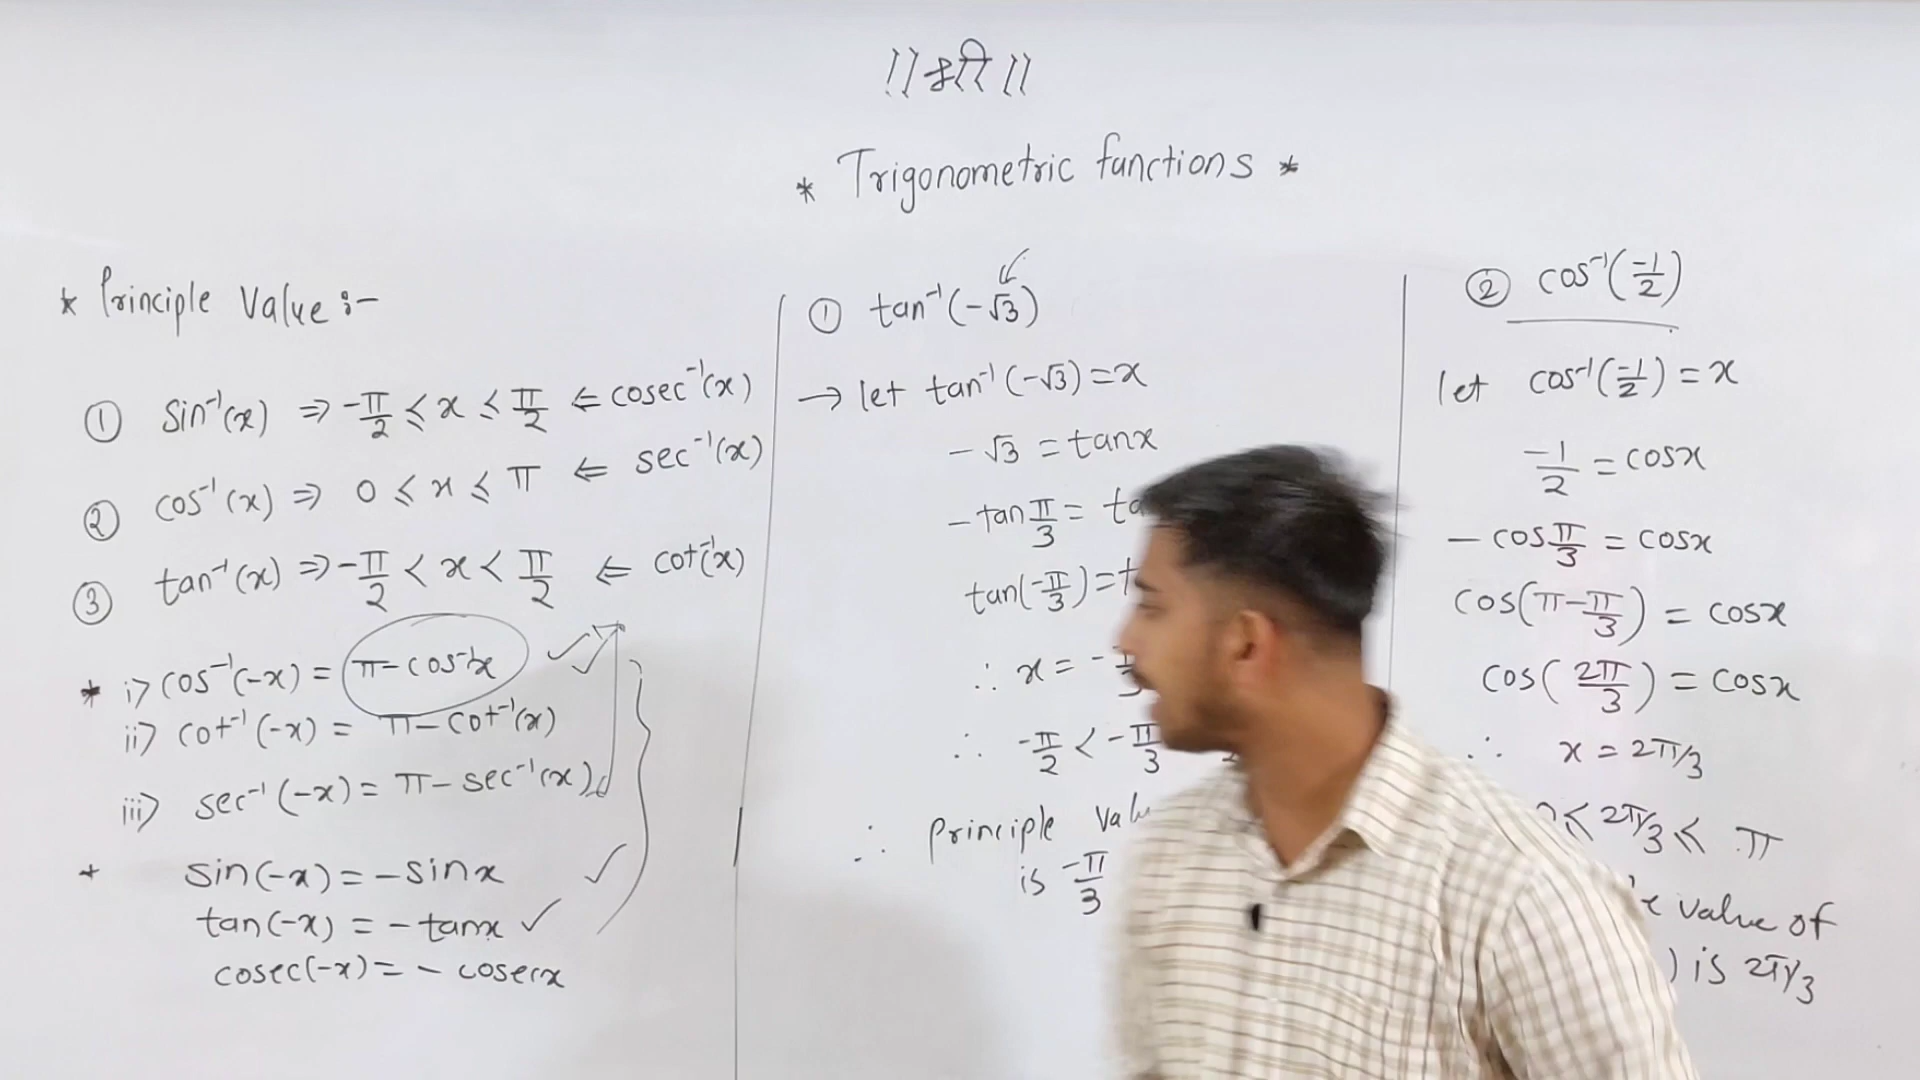 ।। श्री ।।
* Trigonometric functions *
* Principle Value :-
① Sin⁻¹(x) ⇒ -π/2 ≤ x ≤ π/2 ⇐ cosec⁻¹(x)
② cos⁻¹(x) ⇒ 0 ≤ x ≤ π ⇐ sec⁻¹(x)
③ tan⁻¹(x) ⇒ -π/2 < x < π/2 ⇐ cot⁻¹(x)
* i) cos⁻¹(-x) = π - cos⁻¹x ✓✓
ii) cot⁻¹(-x) = π - cot⁻¹(x)
iii) sec⁻¹(-x) = π - sec⁻¹(x)
+ sin(-x) = -sinx ✓
tan(-x) = - tanx ✓
cosec(-x) = - cosecx
① tan⁻¹(-√3)
→ let tan⁻¹(-√3) = x
-√3 = tanx
-tan π/3 =
tan(-π/3) =
∴ x = -
∴ -π/2 < -π/3
∴ principle
is -π/3
② cos⁻¹(-1/2)
let cos⁻¹(-1/2) = x
-1/2 = cosx
- cos π/3 = cosx
cos(π - π/3) = cosx
cos(2π/3) = cosx
∴ x = 2π/3
≤ 2π/3 ≤ π
value of
) is 2π/3